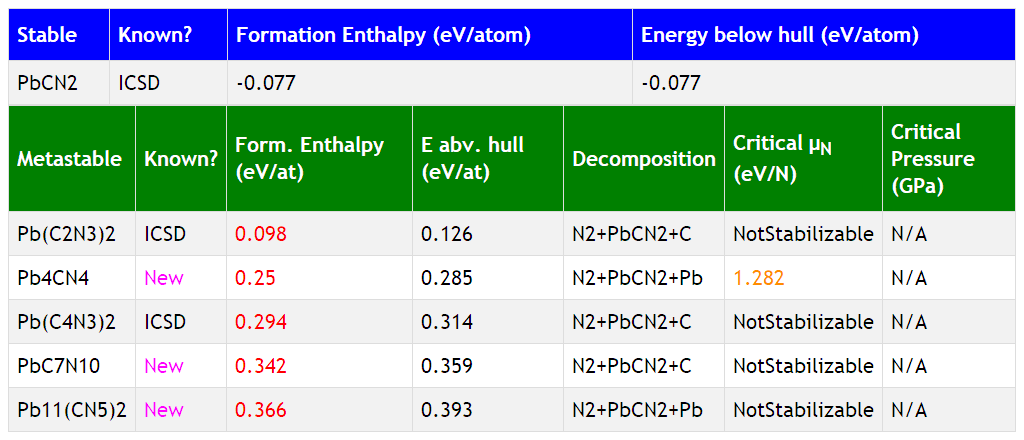 Stable Known? Formation Enthalpy (eV/atom) Energy below hull (eV/atom)
PbCN2 ICSD -0.077 -0.077
Metastable Known? Form. Enthalpy (eV/at) E abv. hull (eV/at) Decomposition Critical μN (eV/N) Critical Pressure (GPa)
Pb(C2N3)2 ICSD 0.098 0.126 N2+PbCN2+C NotStabilizable N/A
Pb4CN4 New 0.25 0.285 N2+PbCN2+Pb 1.282 N/A
Pb(C4N3)2 ICSD 0.294 0.314 N2+PbCN2+C NotStabilizable N/A
PbC7N10 New 0.342 0.359 N2+PbCN2+C NotStabilizable N/A
Pb11(CN5)2 New 0.366 0.393 N2+PbCN2+Pb NotStabilizable N/A